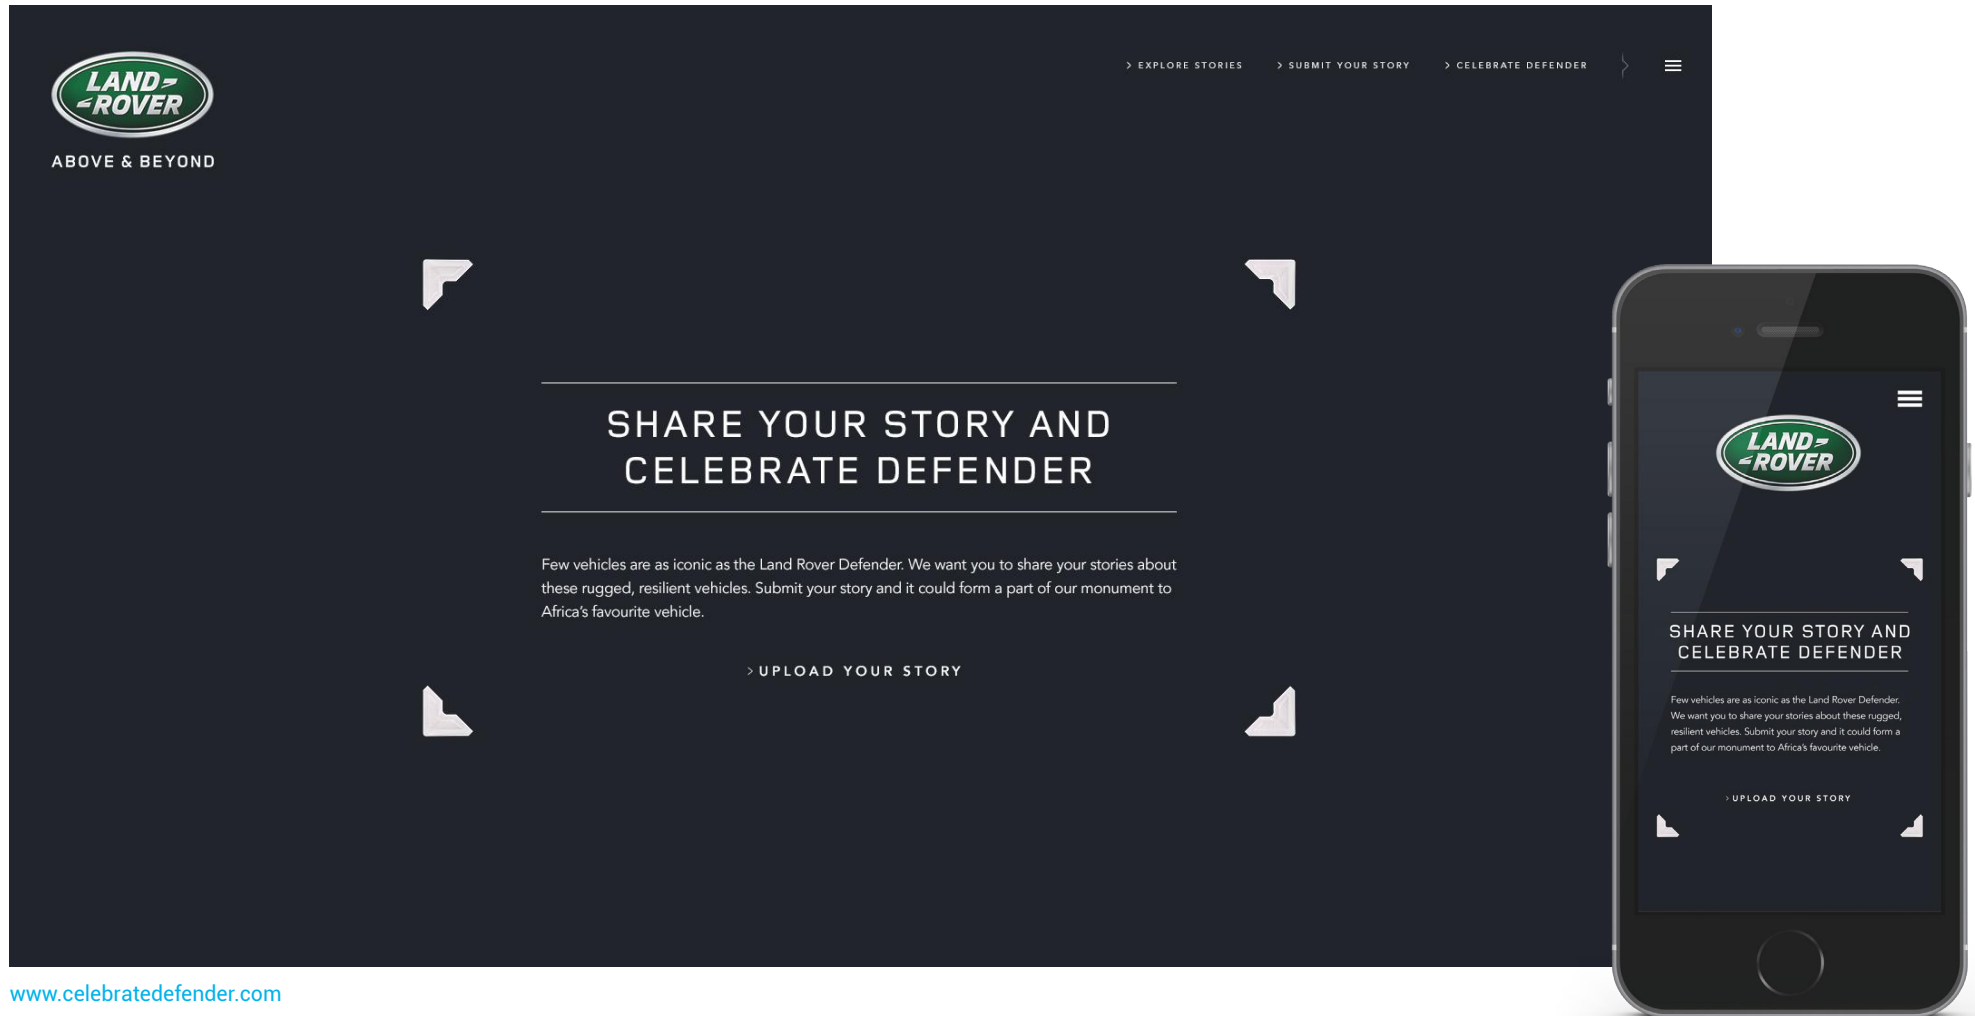 LAND-
-ROVER
ABOVE & BEYOND
> EXPLORE STORIES
> SUBMIT YOUR STORY
> CELEBRATE DEFENDER
SHARE YOUR STORY AND
CELEBRATE DEFENDER
Few vehicles are as iconic as the Land Rover Defender. We want you to share your stories about
these rugged, resilient vehicles. Submit your story and it could form a part of our monument to
Africa's favourite vehicle.
> UPLOAD YOUR STORY
LAND-
-ROVER
SHARE YOUR STORY AND
CELEBRATE DEFENDER
Few vehicles are as iconic as the Land Rover Defender.
We want you to share your stories about these rugged,
resilient vehicles. Submit your story and it could form a
part of our monument to Africa's favourite vehicle.
> UPLOAD YOUR STORY
www.celebratedefender.com